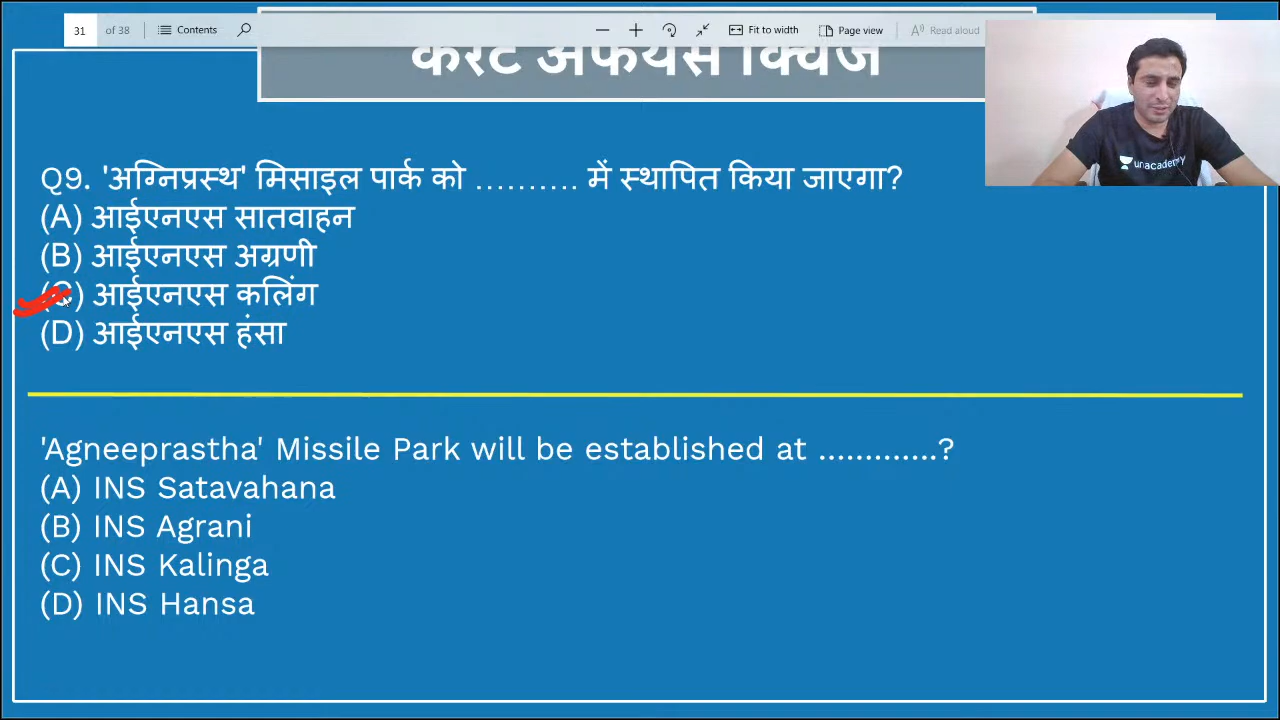 31 of 38 Contents Fit to width Page view Read aloud
करेंट अफेयर्स क्विज
unacademy
Q9. 'अग्निप्रस्थ' मिसाइल पार्क को .......... में स्थापित किया जाएगा?
(A) आईएनएस सातवाहन
(B) आईएनएस अग्रणी
(C) आईएनएस कलिंग
(D) आईएनएस हंसा
'Agneeprastha' Missile Park will be established at .............?
(A) INS Satavahana
(B) INS Agrani
(C) INS Kalinga
(D) INS Hansa